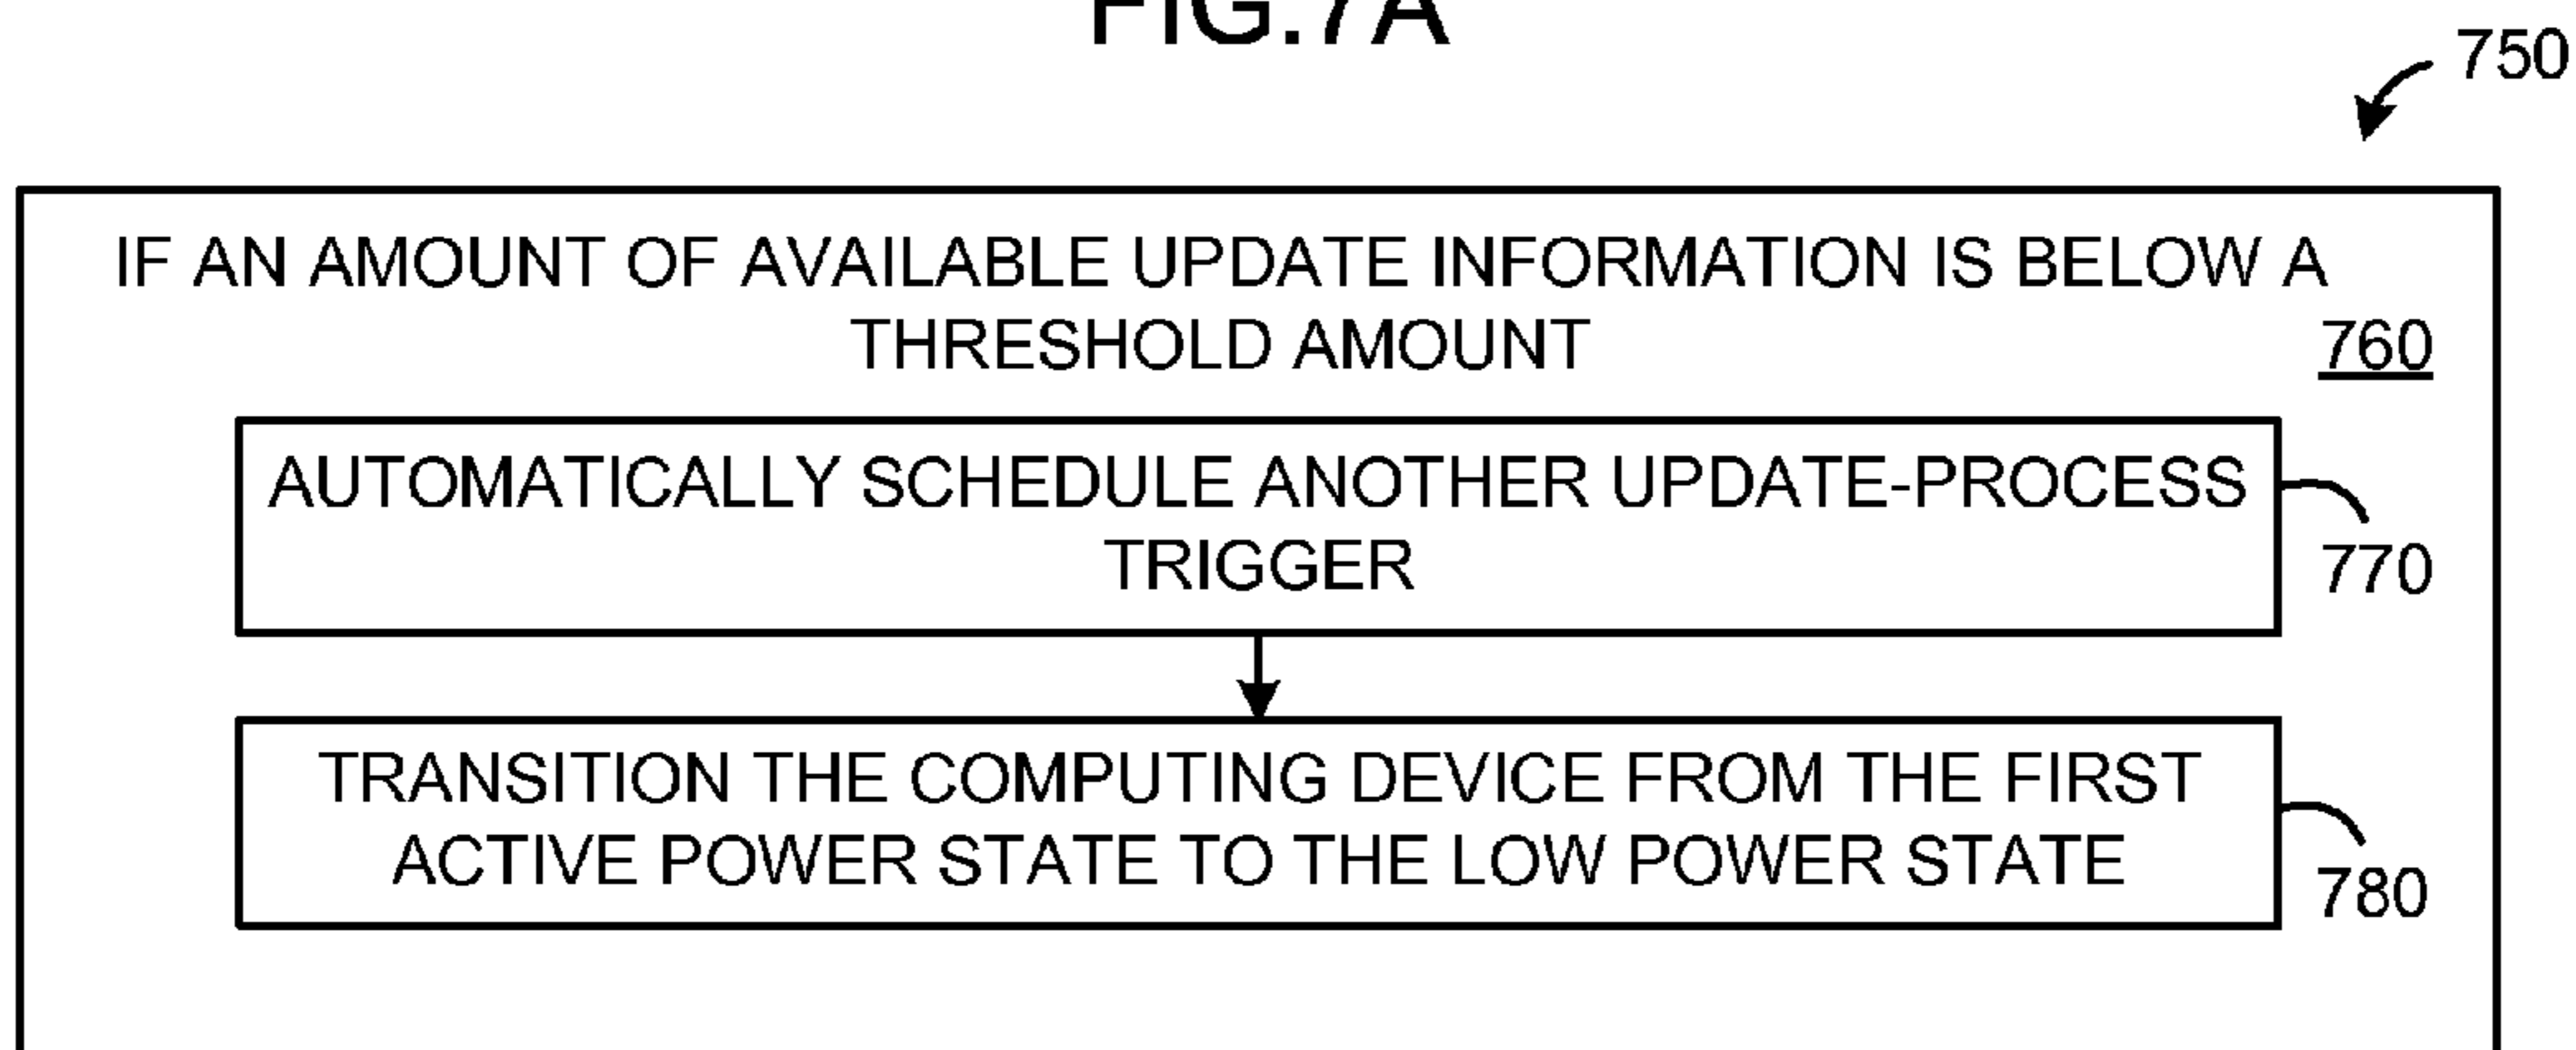 FIG.7A
750
IF AN AMOUNT OF AVAILABLE UPDATE INFORMATION IS BELOW A
THRESHOLD AMOUNT
760
AUTOMATICALLY SCHEDULE ANOTHER UPDATE-PROCESS
TRIGGER
770
TRANSITION THE COMPUTING DEVICE FROM THE FIRST
ACTIVE POWER STATE TO THE LOW POWER STATE
780